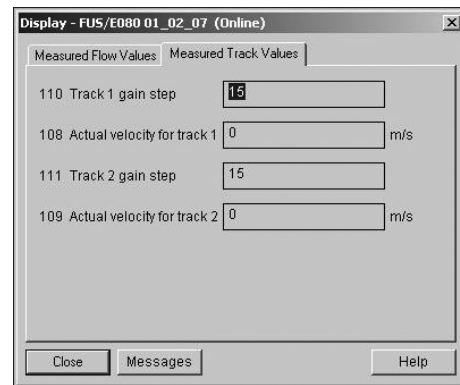 Display - FUS/E080 01_02_07 (Online)
Measured Flow Values Measured Track Values
110 Track 1 gain step 15
108 Actual velocity for track 1 0 m/s
111 Track 2 gain step 15
109 Actual velocity for track 2 0 m/s
Close Messages Help